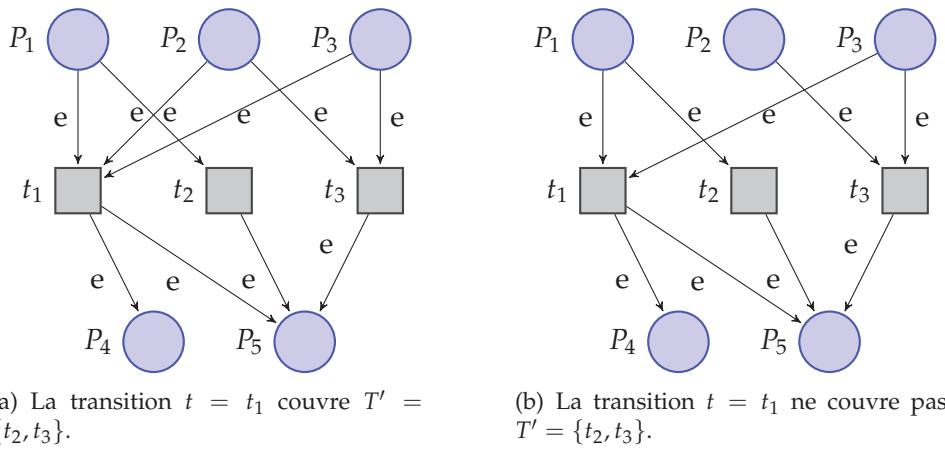 P1 P2 P3 P1 P2 P3
e e e e e e e e e
t1 t2 t3 t1 t2 t3
e e e e e e
P4 P5 P4 P5
a) La transition t = t1 couvre T′ =
t2, t3}.
(b) La transition t = t1 ne couvre pas
T′ = {t2, t3}.